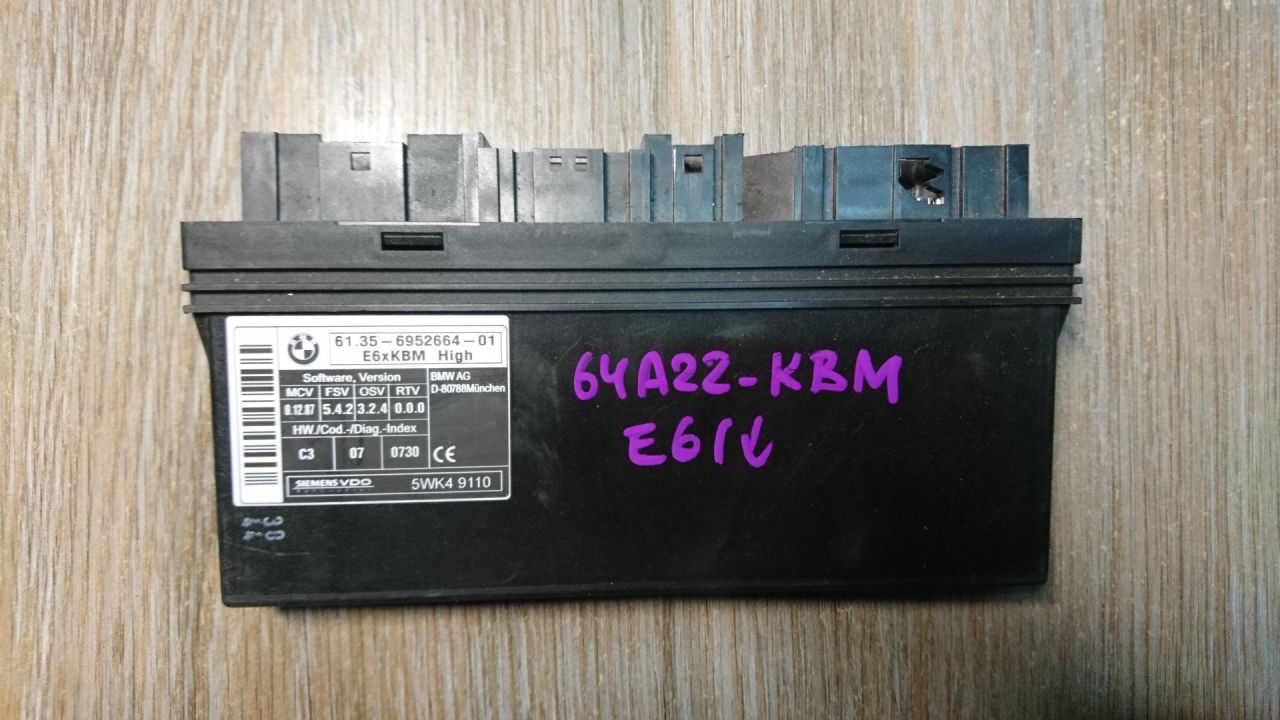 61.35-6952664-01
E6xKBM High
Software, Version
MCV FSV OSV RTV
0.12.07 5.4.2 3.2.4 0.0.0
BMW AG
D-80788München
HW./Cod.-/Diag.-Index
C3 07 0730
CE
SIEMENS VDO
5WK4 9110
64A22-KBM
E61